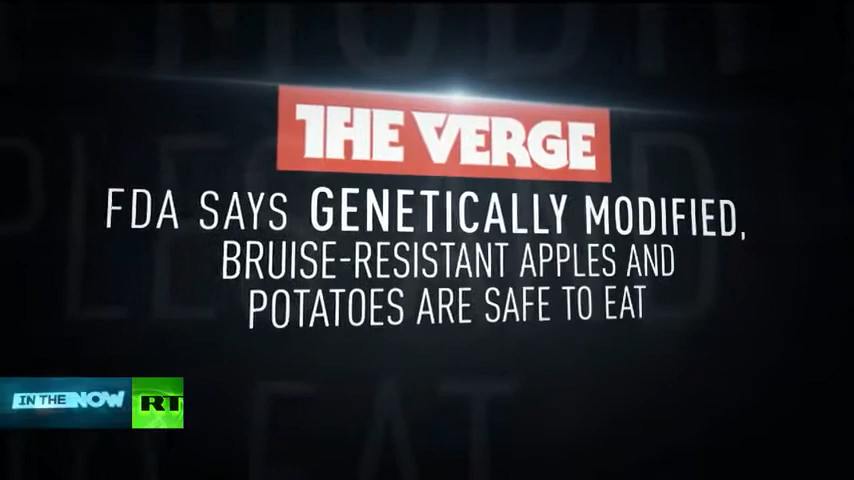 THE VERGE
FDA SAYS GENETICALLY MODIFIED,
BRUISE-RESISTANT APPLES AND
POTATOES ARE SAFE TO EAT
IN THE NOW
RT